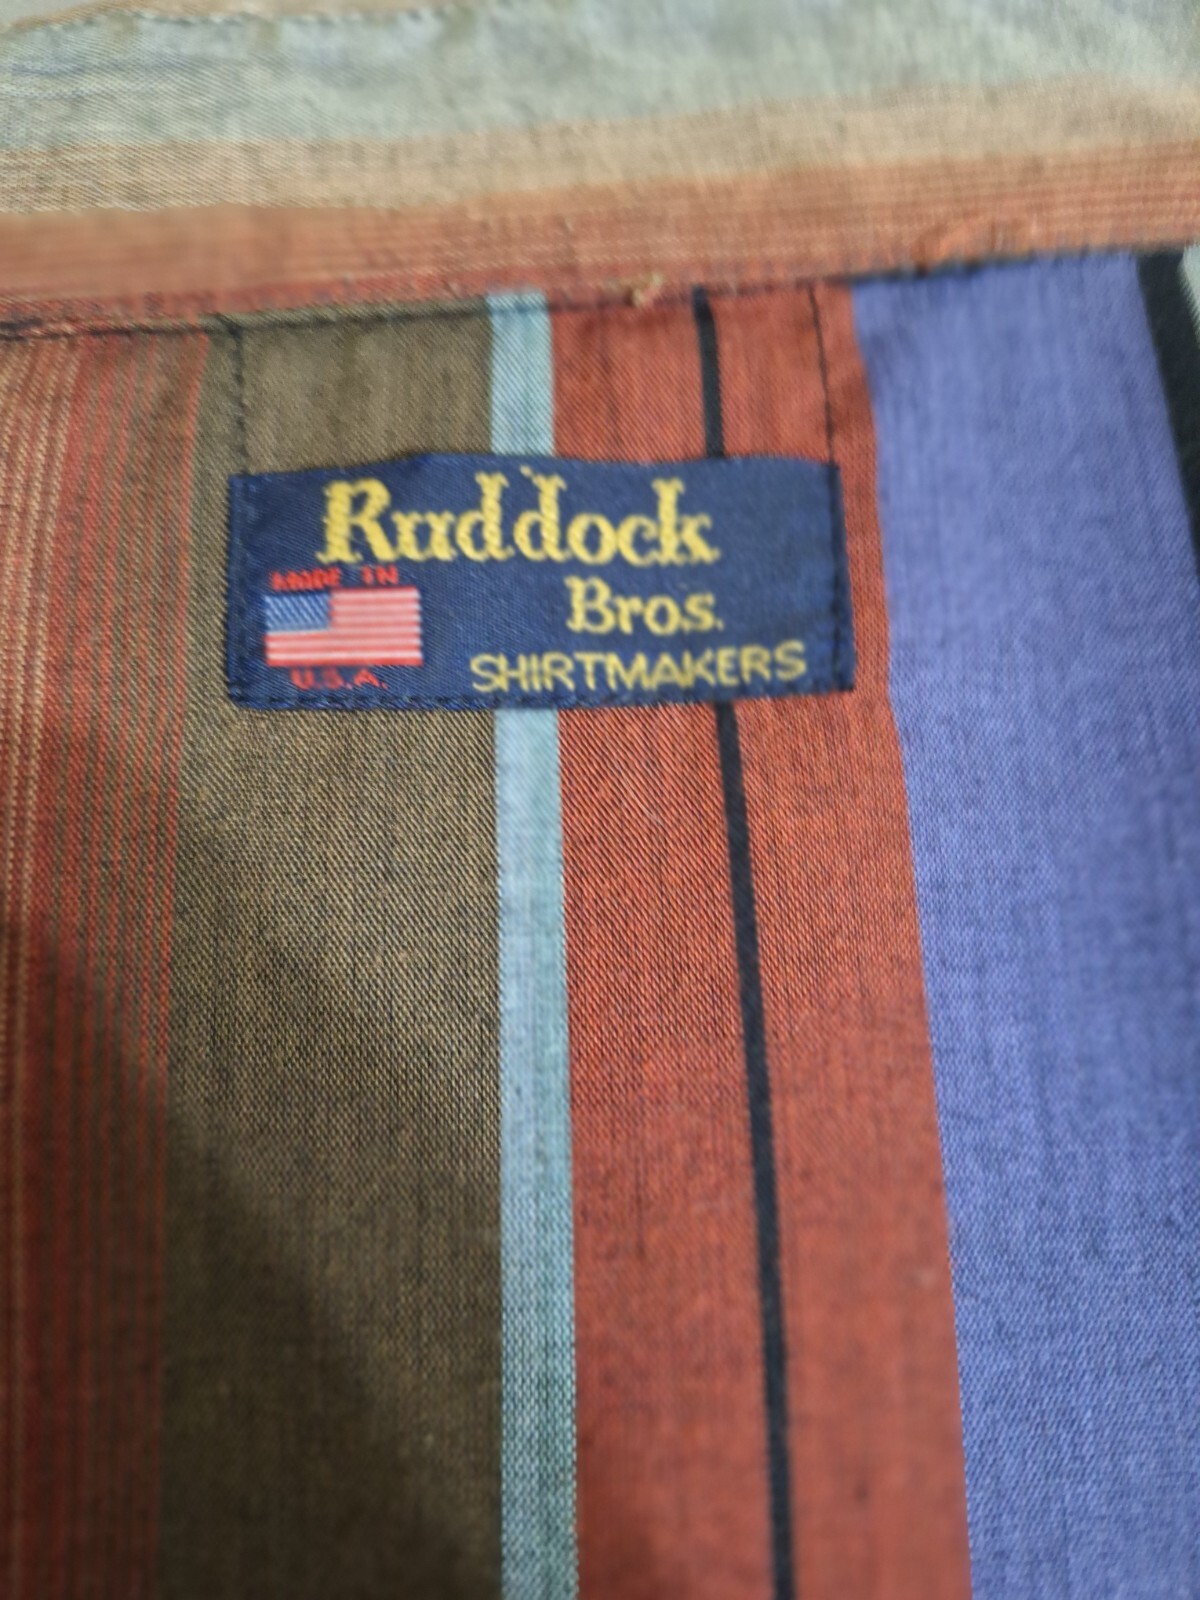 Ruddock
Bros.
SHIRTMAKERS
MADE IN
U.S.A.